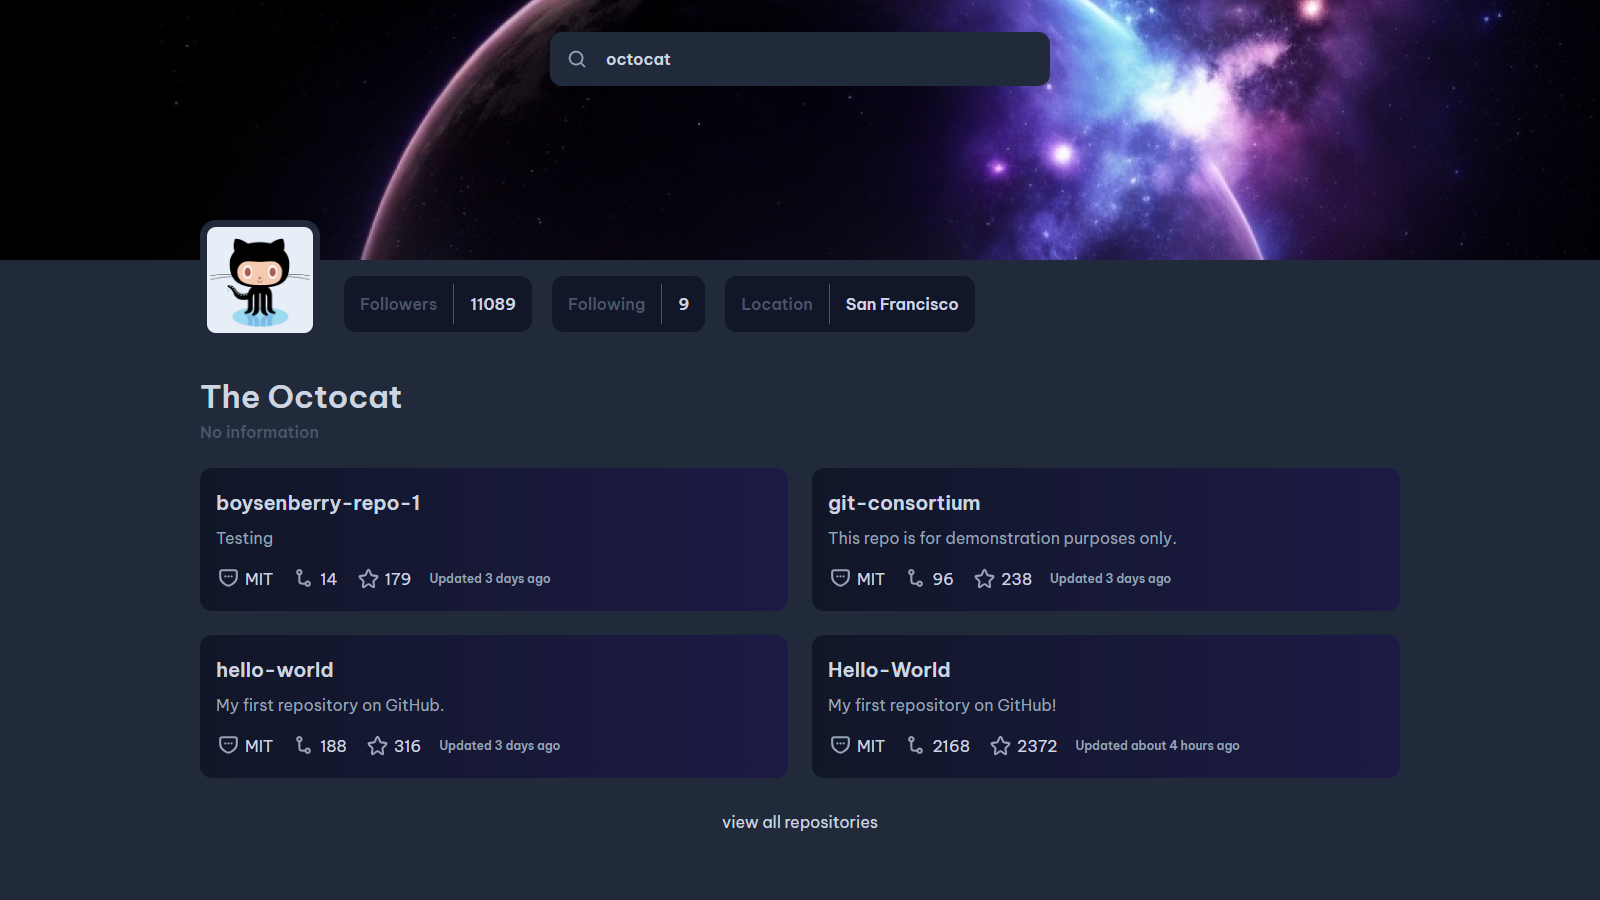 octocat
Followers 11089 Following 9 Location San Francisco
The Octocat
No information
boysenberry-repo-1
Testing
MIT 14 179 Updated 3 days ago
git-consortium
This repo is for demonstration purposes only.
MIT 96 238 Updated 3 days ago
hello-world
My first repository on GitHub.
MIT 188 316 Updated 3 days ago
Hello-World
My first repository on GitHub!
MIT 2168 2372 Updated about 4 hours ago
view all repositories